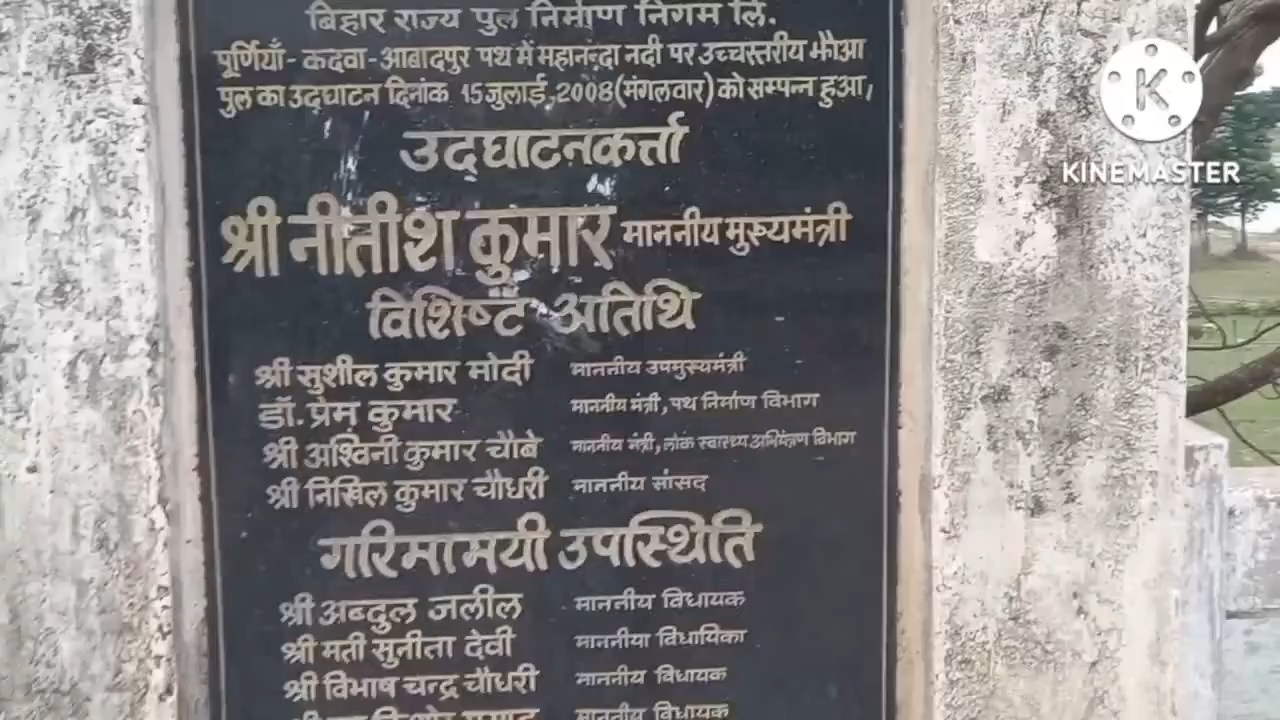 बिहार राज्य पुल निर्माण निगम लि.
पूर्णियाँ - कदवा - आबादपुर पथ में महानन्दा नदी पर उच्चस्तरीय झौआ
पुल का उद्घाटन दिनांक 15 जुलाई, 2008 (मंगलवार) को सम्पन्न हुआ,
उद्घाटनकर्त्ता
श्री नीतीश कुमार माननीय मुख्यमंत्री
विशिष्ट अतिथि
श्री सुशील कुमार मोदी माननीय उपमुख्यमंत्री
डॉ. प्रेम कुमार माननीय मंत्री, पथ निर्माण विभाग
श्री अश्विनी कुमार चौबे माननीय मंत्री, लोक स्वास्थ्य अभियंत्रण विभाग
श्री निखिल कुमार चौधरी माननीय सांसद
गरिमामयी उपस्थिति
श्री अब्दुल जलील माननीय विधायक
श्री मती सुनीता देवी माननीया विधायिका
श्री विभाष चन्द्र चौधरी माननीय विधायक
माननीय विधायक
K
KINEMASTER